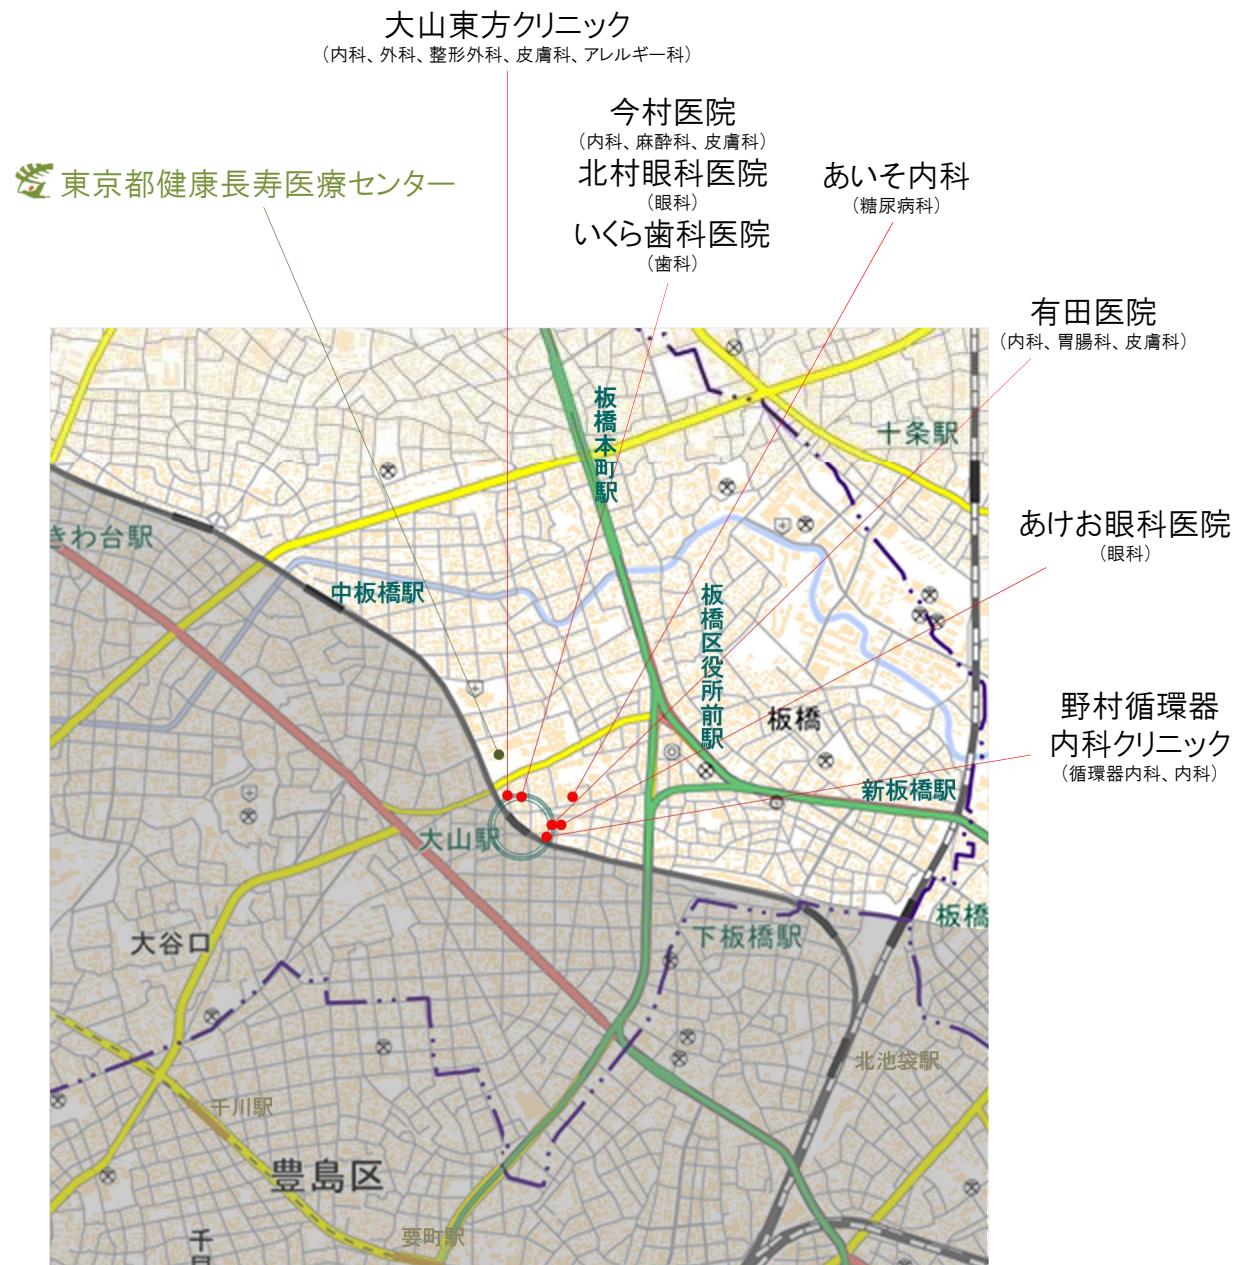 大山東方クリニック
（内科、外科、整形外科、皮膚科、アレルギー科）
今村医院
（内科、麻酔科、皮膚科）
北村眼科医院
（眼科）
いくら歯科医院
（歯科）
あいそ内科
（糖尿病科）
東京都健康長寿医療センター
有田医院
（内科、胃腸科、皮膚科）
板橋本町駅
十条駅
あけお眼科医院
（眼科）
きわ台駅
中板橋駅
板橋区役所前駅
野村循環器
内科クリニック
（循環器内科、内科）
板橋
新板橋駅
大山駅
板橋
下板橋駅
大谷口
北池袋駅
千川駅
豊島区
要町駅
千